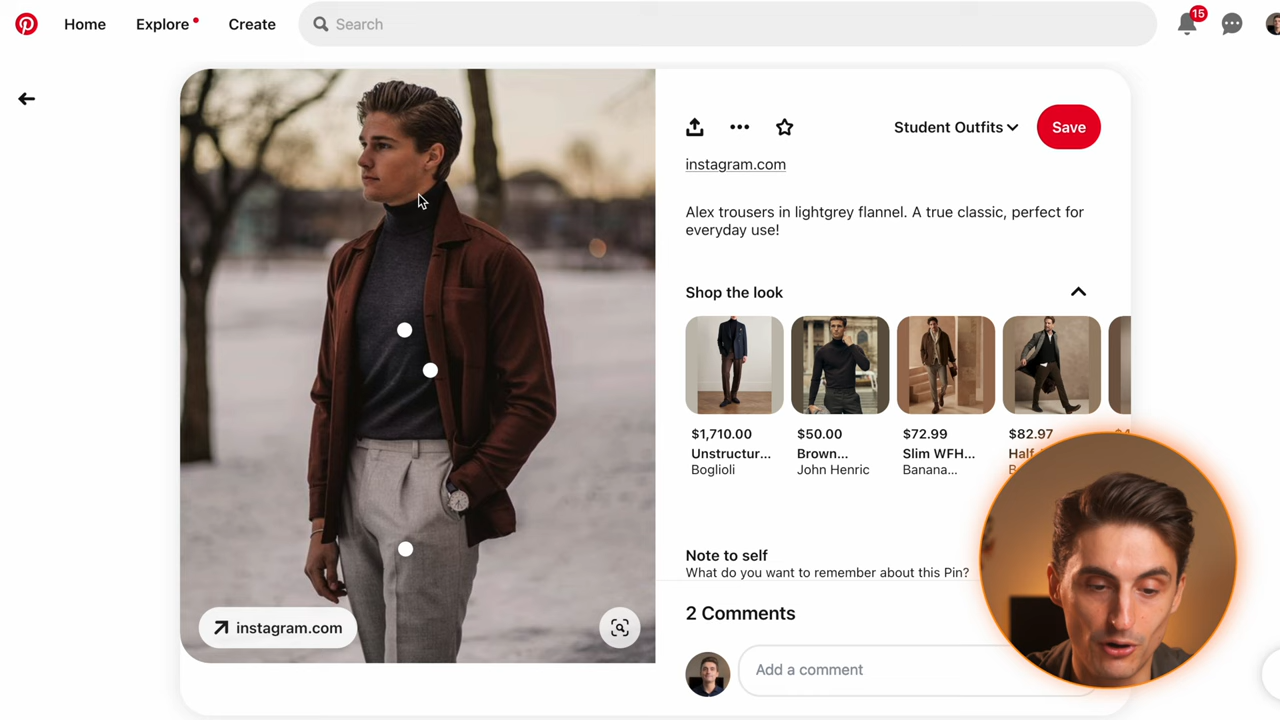 Home
Explore
Create
Search
15
Student Outfits
Save
instagram.com
Alex trousers in lightgrey flannel. A true classic, perfect for
everyday use!
Shop the look
$1,710.00
Unstructur...
Boglioli
$50.00
Brown...
John Henric
$72.99
Slim WFH...
Banana...
$82.97
Half-
Note to self
What do you want to remember about this Pin?
2 Comments
Add a comment
instagram.com